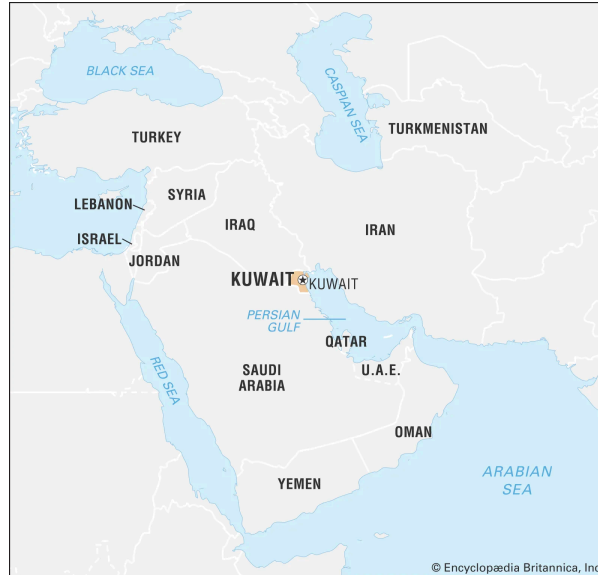 BLACK SEA
CASPIAN SEA
TURKMENISTAN
TURKEY
SYRIA
LEBANON
IRAQ
IRAN
ISRAEL
JORDAN
KUWAIT
KUWAIT
PERSIAN
GULF
QATAR
RED SEA
SAUDI
ARABIA
U.A.E.
OMAN
ARABIAN
SEA
YEMEN
© Encyclopædia Britannica, Inc